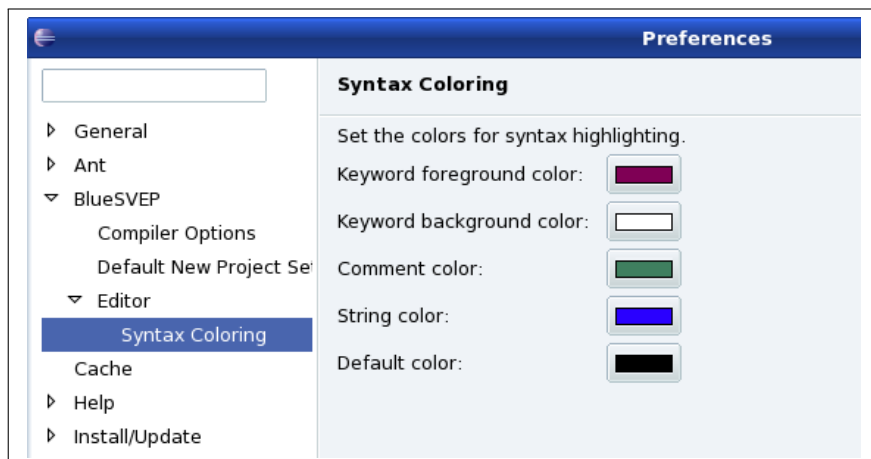 Preferences
General
Ant
BlueSVEP
Compiler Options
Default New Project Set
Editor
Syntax Coloring
Cache
Help
Install/Update
Syntax Coloring
Set the colors for syntax highlighting.
Keyword foreground color:
Keyword background color:
Comment color:
String color:
Default color: